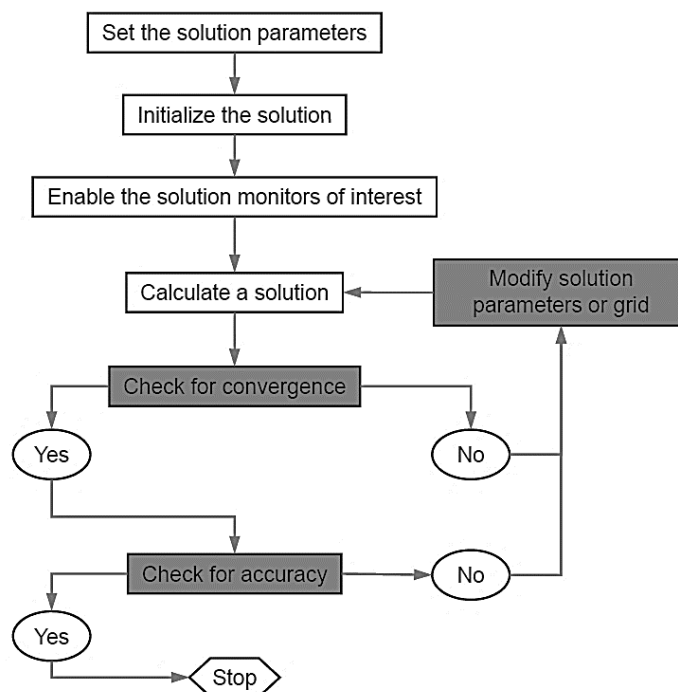 Set the solution parameters
Initialize the solution
Enable the solution monitors of interest
Calculate a solution
Modify solution
parameters or grid
Check for convergence
Yes
No
Check for accuracy
No
Yes
Stop